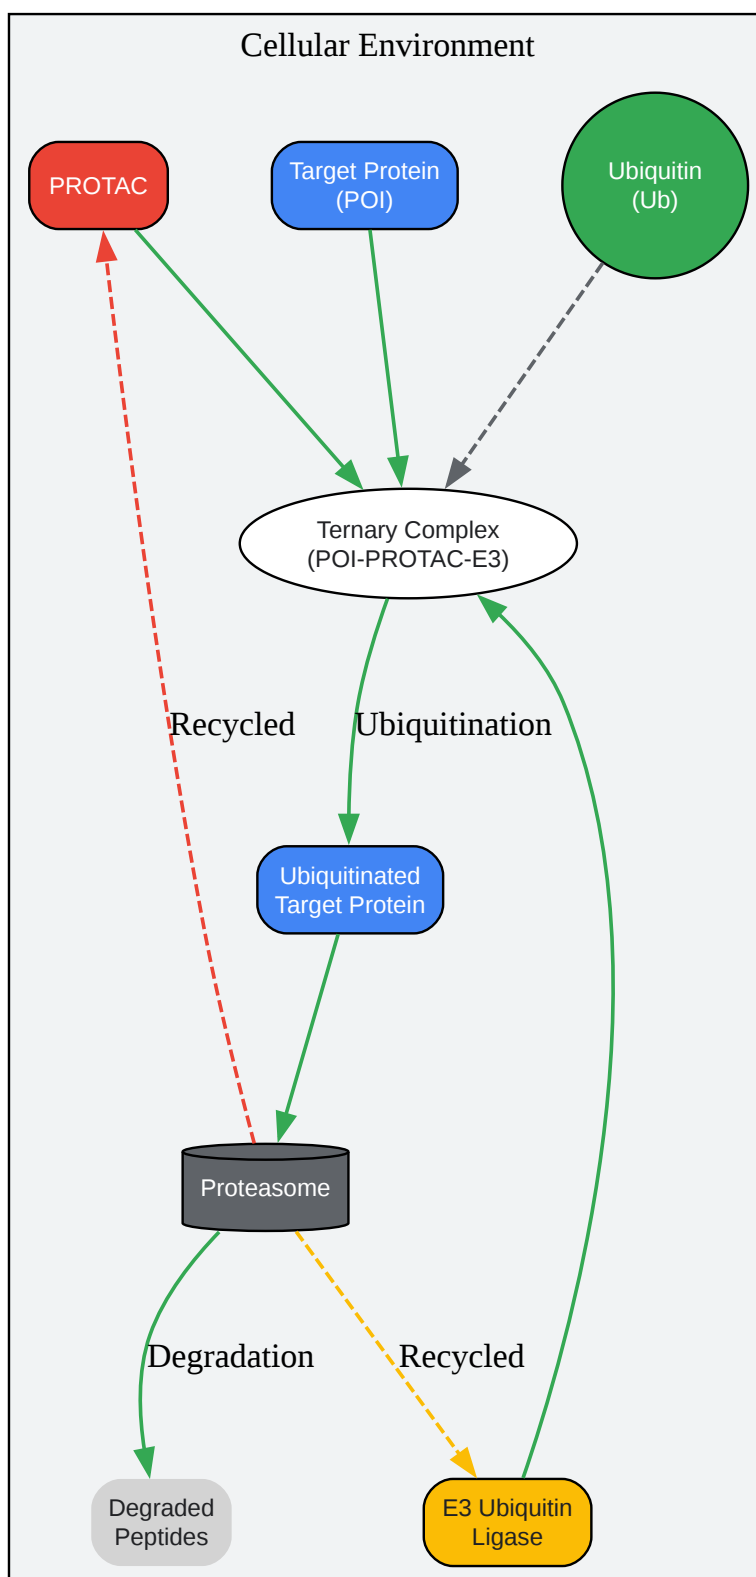 Cellular Environment
PROTAC
Target Protein
(POI)
Ubiquitin
(Ub)
Ternary Complex
(POI-PROTAC-E3)
Recycled
Ubiquitination
Ubiquitinated
Target Protein
Proteasome
Degradation
Recycled
Degraded
Peptides
E3 Ubiquitin
Ligase